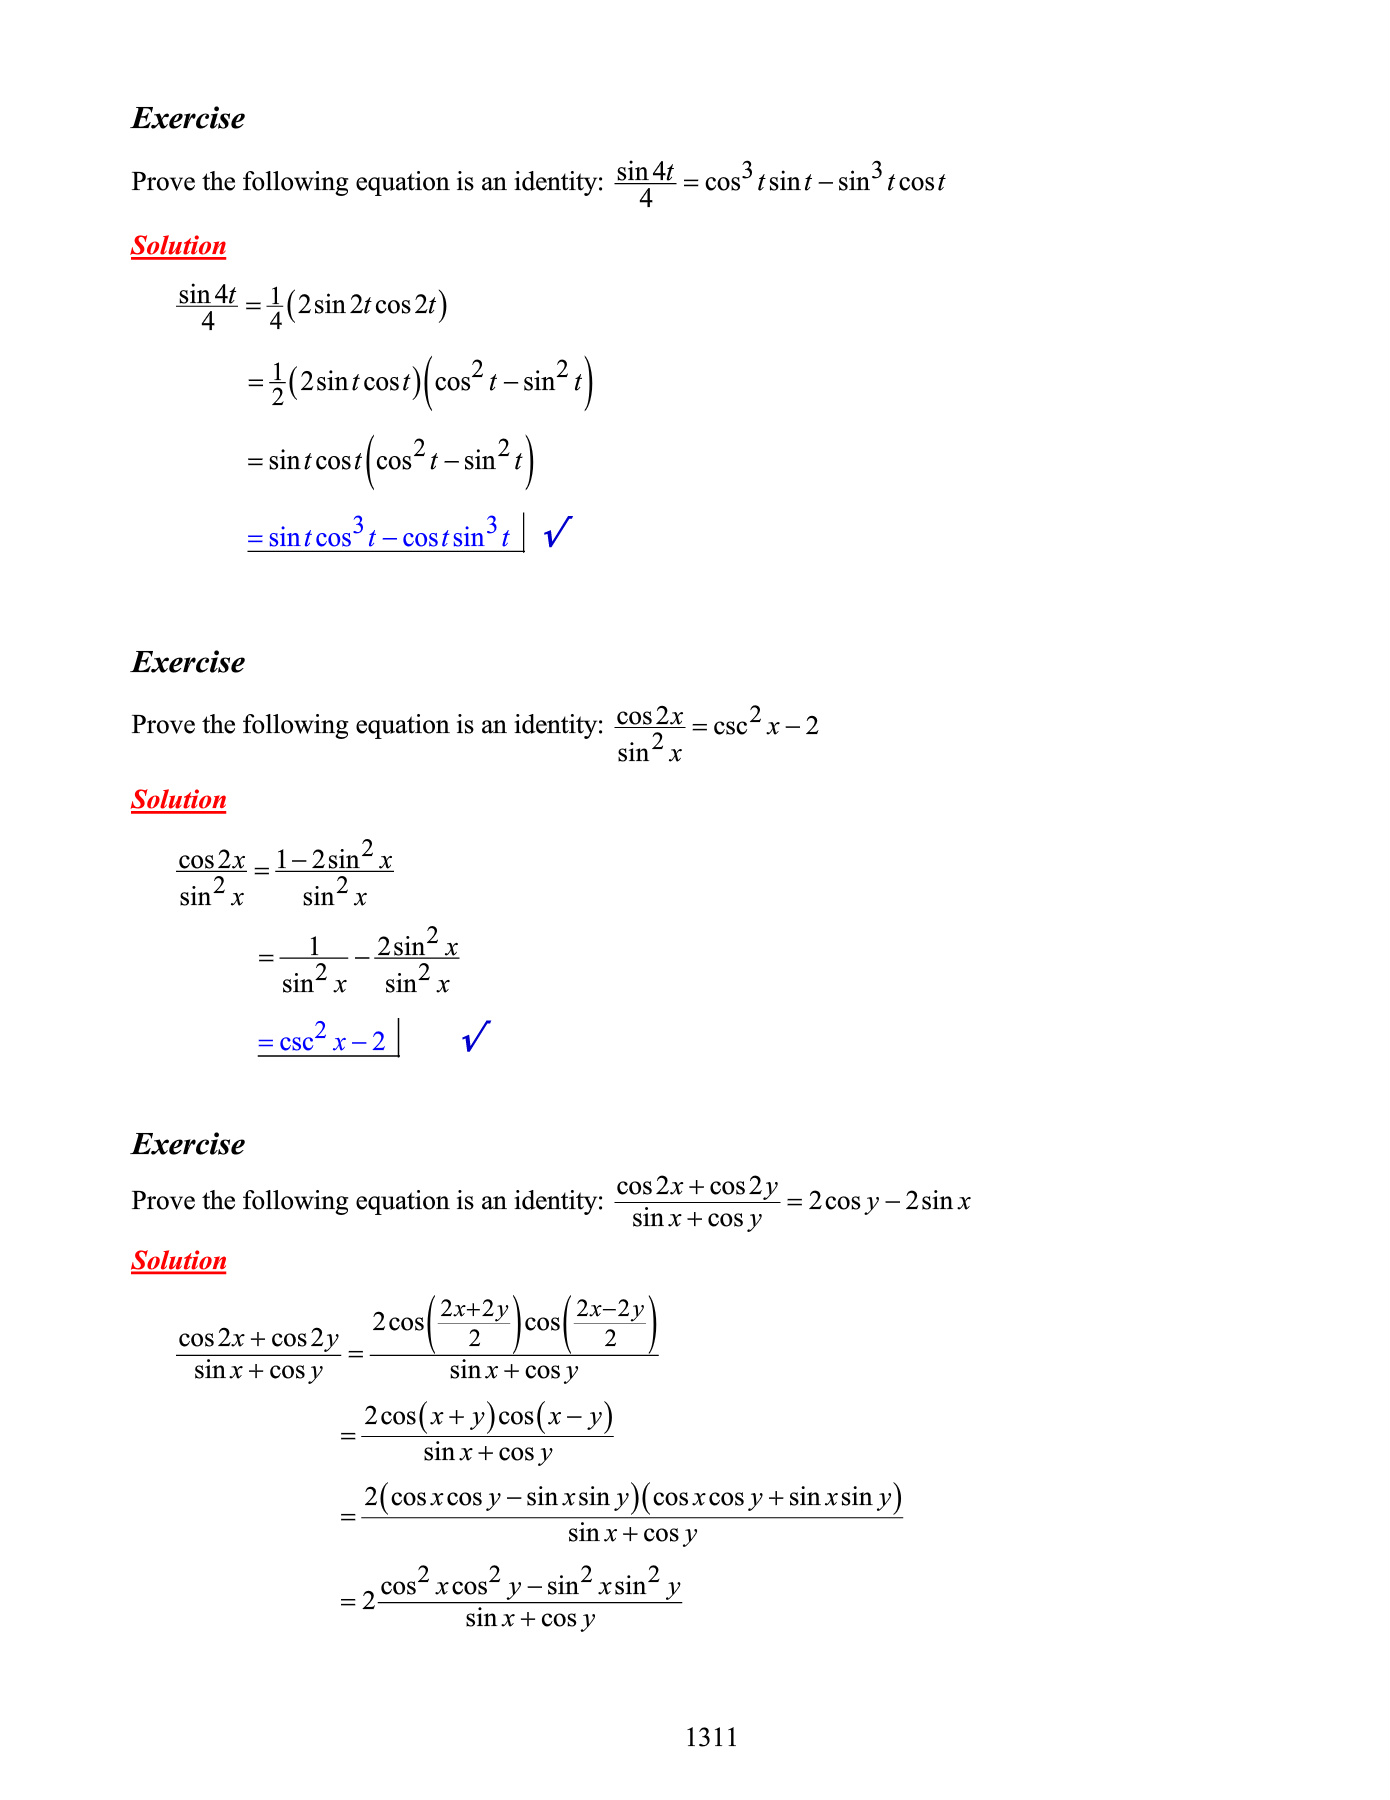 Exercise
Prove the following equation is an identity: \frac{\sin 4t}{4} = \cos^3 t \sin t - \sin^3 t \cos t
Solution
\frac{\sin 4t}{4} = \frac{1}{4}(2\sin 2t \cos 2t)
= \frac{1}{2}(2\sin t \cos t)(\cos^2 t - \sin^2 t)
= \sin t \cos t(\cos^2 t - \sin^2 t)
= \sin t \cos^3 t - \cos t \sin^3 t | √
Exercise
Prove the following equation is an identity: \frac{\cos 2x}{\sin^2 x} = \csc^2 x - 2
Solution
\frac{\cos 2x}{\sin^2 x} = \frac{1 - 2\sin^2 x}{\sin^2 x}
= \frac{1}{\sin^2 x} - \frac{2\sin^2 x}{\sin^2 x}
= \csc^2 x - 2 | √
Exercise
Prove the following equation is an identity: \frac{\cos 2x + \cos 2y}{\sin x + \cos y} = 2\cos y - 2\sin x
Solution
\frac{\cos 2x + \cos 2y}{\sin x + \cos y} = \frac{2\cos(\frac{2x+2y}{2})\cos(\frac{2x-2y}{2})}{\sin x + \cos y}
= \frac{2\cos(x+y)\cos(x-y)}{\sin x + \cos y}
= \frac{2(\cos x \cos y - \sin x \sin y)(\cos x \cos y + \sin x \sin y)}{\sin x + \cos y}
= 2\frac{\cos^2 x \cos^2 y - \sin^2 x \sin^2 y}{\sin x + \cos y}
1311